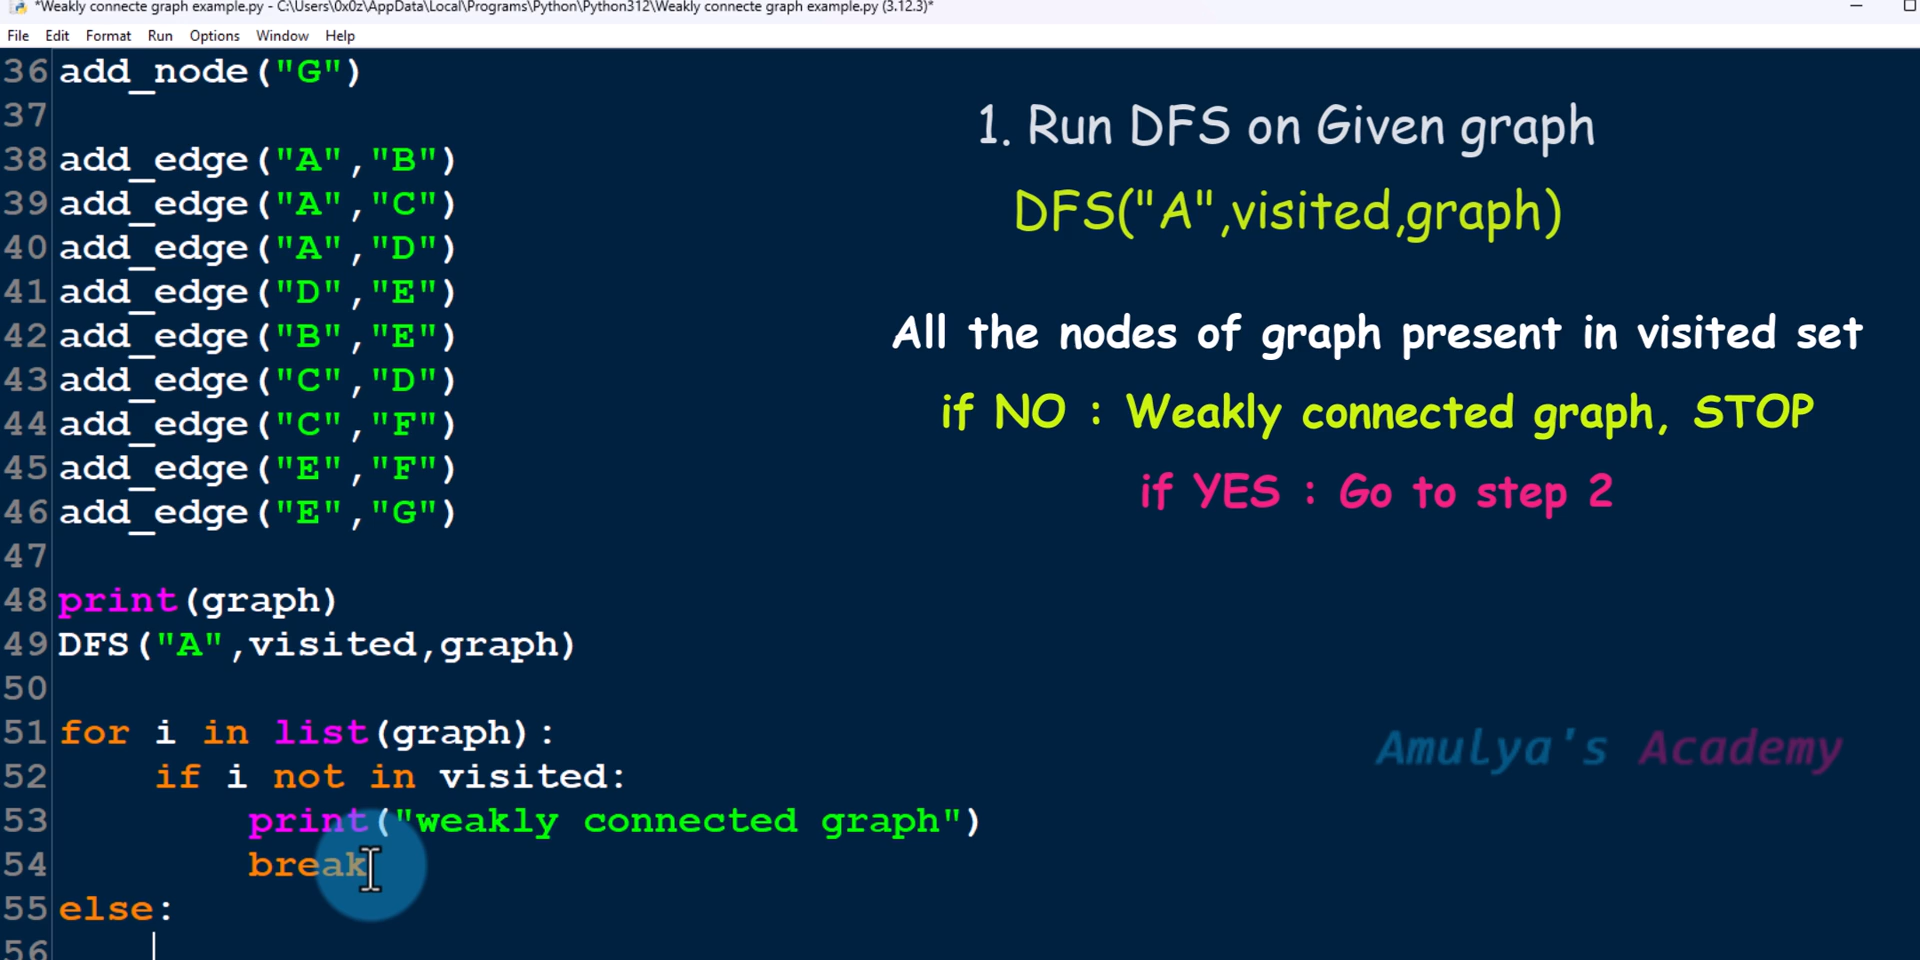 *Weakly connecte graph example.py - C:\Users\0x0z\AppData\Local\Programs\Python\Python312\Weakly connecte graph example.py (3.12.3)*
File Edit Format Run Options Window Help
36 add_node("G")
37
38 add_edge("A","B")
39 add_edge("A","C")
40 add_edge("A","D")
41 add_edge("D","E")
42 add_edge("B","E")
43 add_edge("C","D")
44 add_edge("C","F")
45 add_edge("E","F")
46 add_edge("E","G")
47
48 print(graph)
49 DFS("A",visited,graph)
50
51 for i in list(graph):
52 if i not in visited:
53 print("weakly connected graph")
54 break
55 else:
56
1. Run DFS on Given graph
DFS("A",visited,graph)
All the nodes of graph present in visited set
if NO : Weakly connected graph, STOP
if YES : Go to step 2
Amulya's Academy